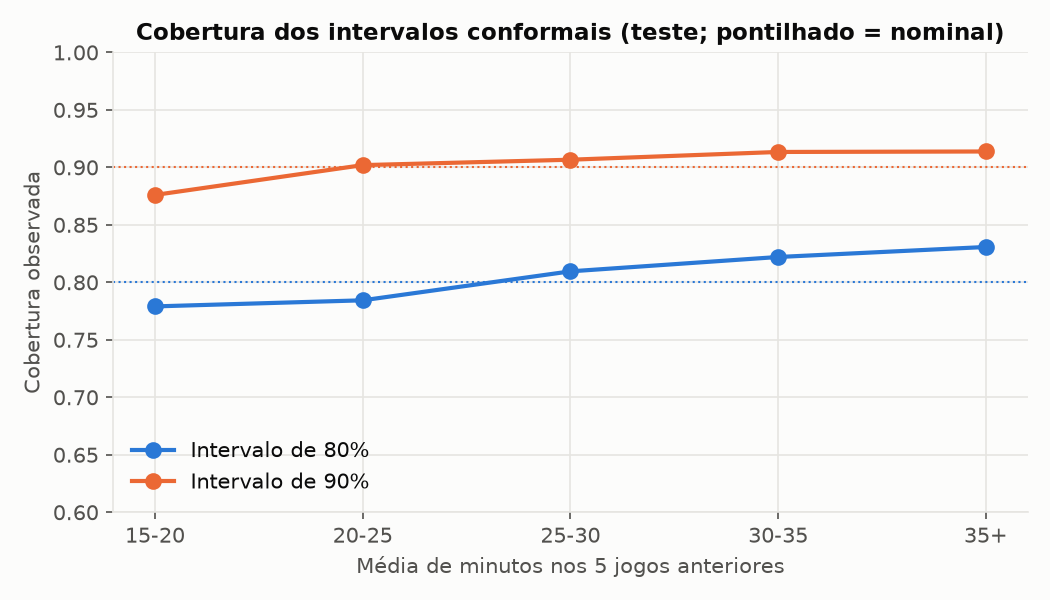 Cobertura dos intervalos conformais (teste; pontilhado = nominal)
Cobertura observada
1.00
0.95
0.90
0.85
0.80
0.75
0.70
0.65
0.60
Intervalo de 80%
Intervalo de 90%
15-20
20-25
25-30
30-35
35+
Média de minutos nos 5 jogos anteriores